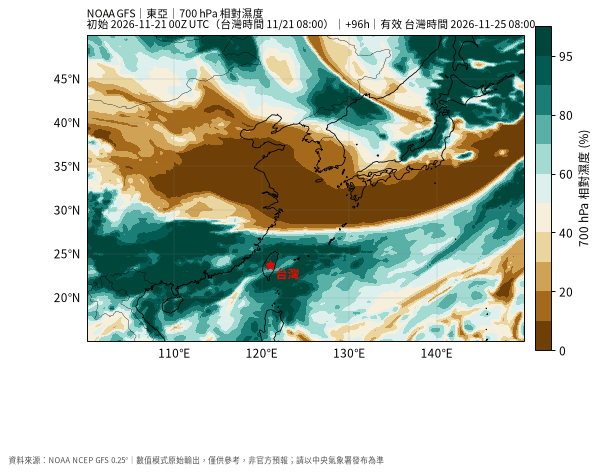 NOAA GFS｜東亞｜700 hPa 相對濕度
初始 2026-11-21 00Z UTC（台灣時間 11/21 08:00）｜+96h｜有效 台灣時間 2026-11-25 08:00
45°N
40°N
35°N
30°N
25°N
20°N
110°E
120°E
130°E
140°E
台灣
95
80
60
40
20
0
700 hPa 相對濕度 (%)
資料來源：NOAA NCEP GFS 0.25°｜數值模式原始輸出，僅供參考，非官方預報；請以中央氣象署發布為準